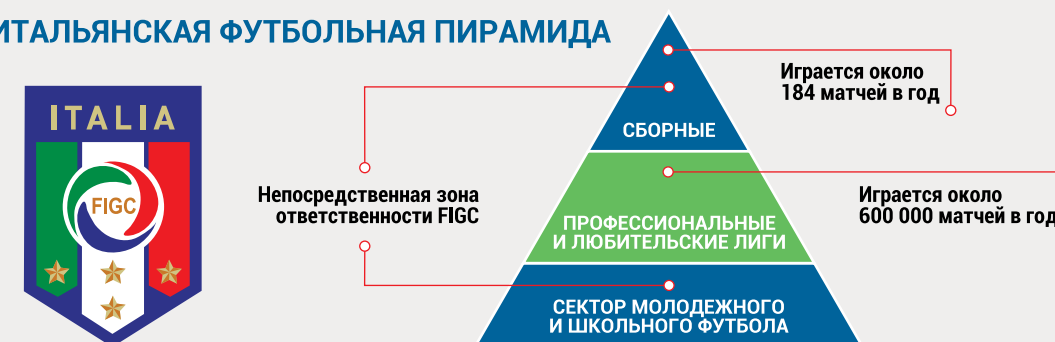 ИТАЛЬЯНСКАЯ ФУТБОЛЬНАЯ ПИРАМИДА
ITALIA
FIGC
Непосредственная зона
ответственности FIGC
СБОРНЫЕ
ПРОФЕССИОНАЛЬНЫЕ
И ЛЮБИТЕЛЬСКИЕ ЛИГИ
СЕКТОР МОЛОДЕЖНОГО
И ШКОЛЬНОГО ФУТБОЛА
Играется около
184 матчей в год
Играется около
600 000 матчей в год